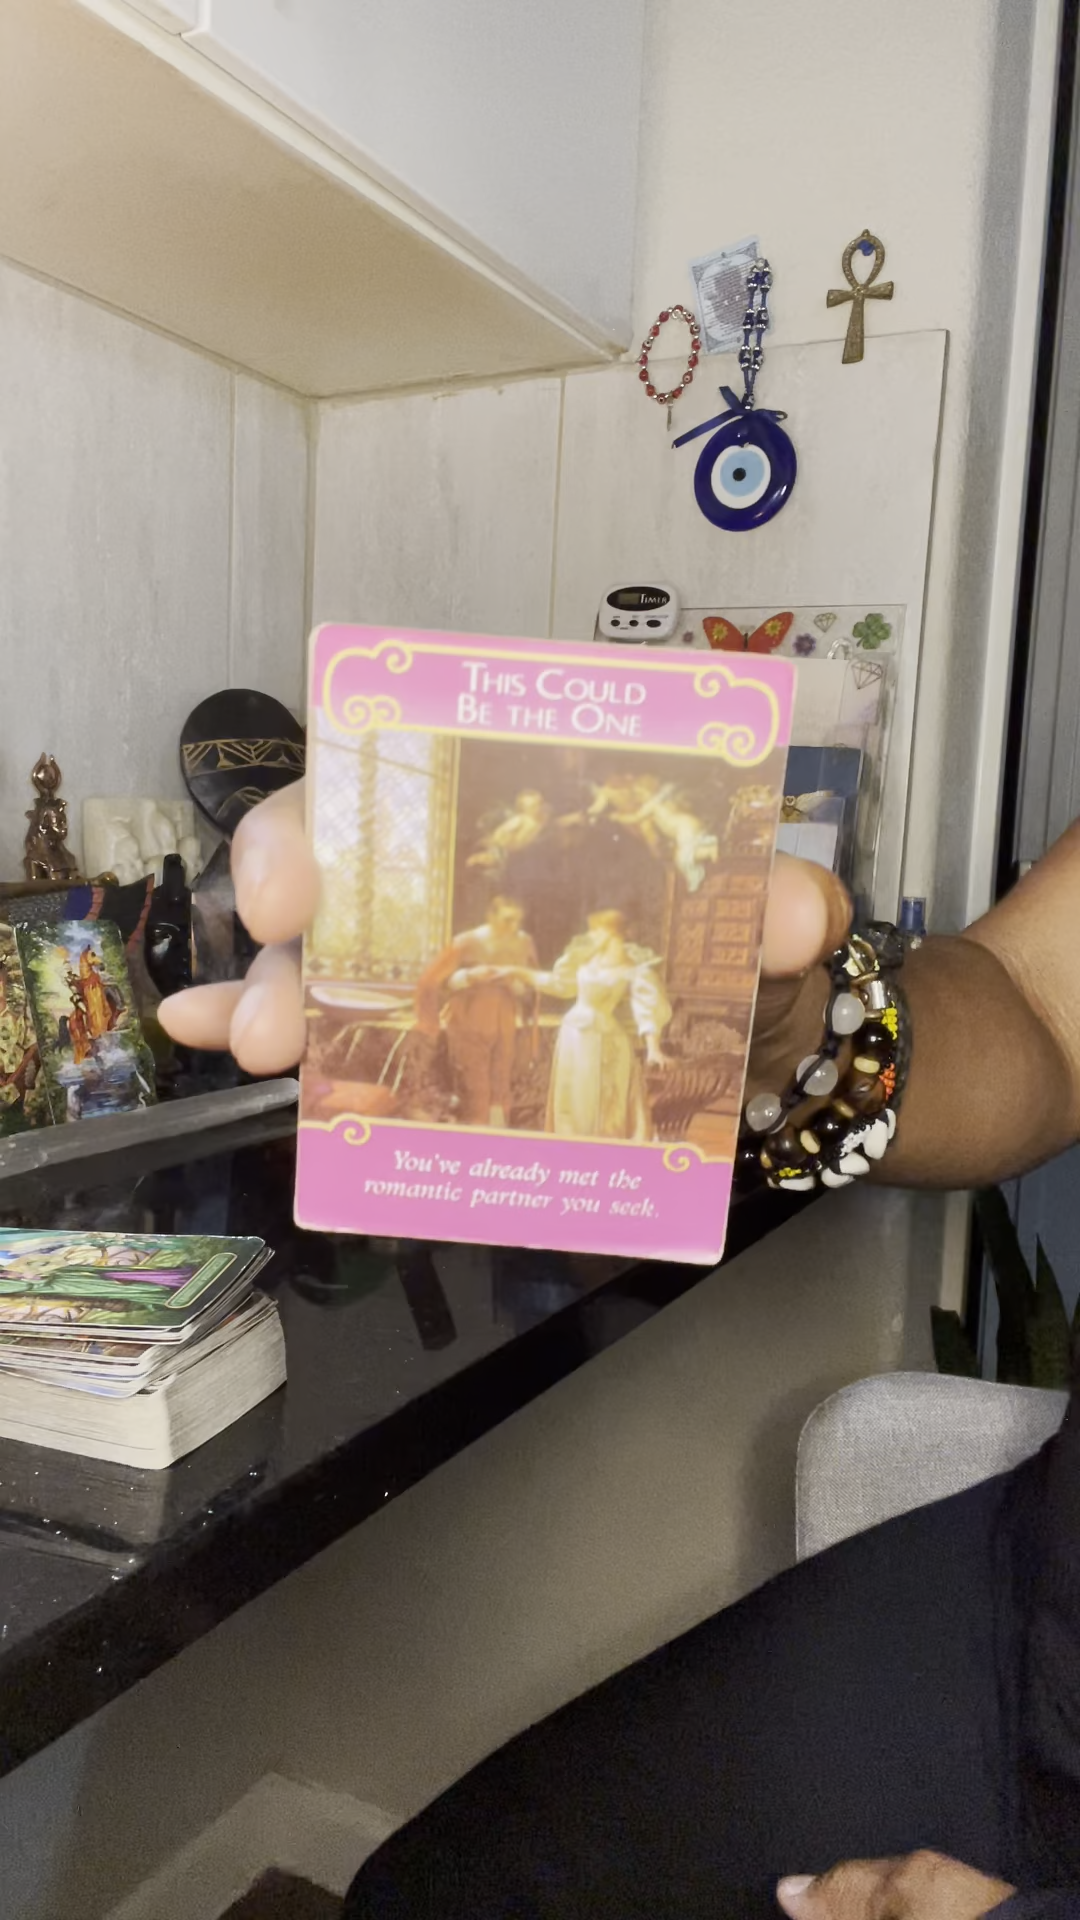 TIMER
THIS COULD
BE THE ONE
You've already met the
romantic partner you seek.